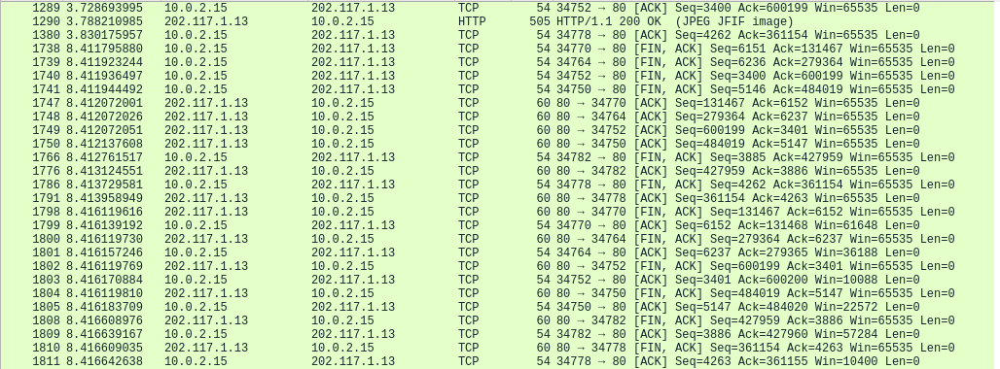 1289 3.728693995 10.0.2.15 202.117.1.13 TCP 54 34752 → 80 [ACK] Seq=3400 Ack=600199 Win=65535 Len=0
1290 3.788210985 202.117.1.13 10.0.2.15 HTTP 505 HTTP/1.1 200 OK (JPEG JFIF image)
1380 3.830175957 10.0.2.15 202.117.1.13 TCP 54 34778 → 80 [ACK] Seq=4262 Ack=361154 Win=65535 Len=0
1738 8.411795880 10.0.2.15 202.117.1.13 TCP 54 34770 → 80 [FIN, ACK] Seq=6151 Ack=131467 Win=65535 Len=0
1739 8.411923244 10.0.2.15 202.117.1.13 TCP 54 34764 → 80 [FIN, ACK] Seq=6236 Ack=279364 Win=65535 Len=0
1740 8.411936497 10.0.2.15 202.117.1.13 TCP 54 34752 → 80 [FIN, ACK] Seq=3400 Ack=600199 Win=65535 Len=0
1741 8.411944492 10.0.2.15 202.117.1.13 TCP 54 34750 → 80 [FIN, ACK] Seq=5146 Ack=484019 Win=65535 Len=0
1747 8.412072001 202.117.1.13 10.0.2.15 TCP 60 80 → 34770 [ACK] Seq=131467 Ack=6152 Win=65535 Len=0
1748 8.412072026 202.117.1.13 10.0.2.15 TCP 60 80 → 34764 [ACK] Seq=279364 Ack=6237 Win=65535 Len=0
1749 8.412072051 202.117.1.13 10.0.2.15 TCP 60 80 → 34752 [ACK] Seq=600199 Ack=3401 Win=65535 Len=0
1750 8.412137608 202.117.1.13 10.0.2.15 TCP 60 80 → 34750 [ACK] Seq=484019 Ack=5147 Win=65535 Len=0
1766 8.412761517 10.0.2.15 202.117.1.13 TCP 54 34782 → 80 [FIN, ACK] Seq=3885 Ack=427959 Win=65535 Len=0
1776 8.413124551 202.117.1.13 10.0.2.15 TCP 60 80 → 34782 [ACK] Seq=427959 Ack=3886 Win=65535 Len=0
1786 8.413729581 10.0.2.15 202.117.1.13 TCP 54 34778 → 80 [FIN, ACK] Seq=4262 Ack=361154 Win=65535 Len=0
1791 8.413958949 202.117.1.13 10.0.2.15 TCP 60 80 → 34778 [ACK] Seq=361154 Ack=4263 Win=65535 Len=0
1798 8.416119616 202.117.1.13 10.0.2.15 TCP 60 80 → 34770 [FIN, ACK] Seq=131467 Ack=6152 Win=65535 Len=0
1799 8.416139192 10.0.2.15 202.117.1.13 TCP 54 34770 → 80 [ACK] Seq=6152 Ack=131468 Win=61648 Len=0
1800 8.416119730 202.117.1.13 10.0.2.15 TCP 60 80 → 34764 [FIN, ACK] Seq=279364 Ack=6237 Win=65535 Len=0
1801 8.416157246 10.0.2.15 202.117.1.13 TCP 54 34764 → 80 [ACK] Seq=6237 Ack=279365 Win=36188 Len=0
1802 8.416119769 202.117.1.13 10.0.2.15 TCP 60 80 → 34752 [FIN, ACK] Seq=600199 Ack=3401 Win=65535 Len=0
1803 8.416170884 10.0.2.15 202.117.1.13 TCP 54 34752 → 80 [ACK] Seq=3401 Ack=600200 Win=10088 Len=0
1804 8.416119810 202.117.1.13 10.0.2.15 TCP 60 80 → 34750 [FIN, ACK] Seq=484019 Ack=5147 Win=65535 Len=0
1805 8.416183709 10.0.2.15 202.117.1.13 TCP 54 34750 → 80 [ACK] Seq=5147 Ack=484020 Win=22572 Len=0
1808 8.416608976 202.117.1.13 10.0.2.15 TCP 60 80 → 34782 [FIN, ACK] Seq=427959 Ack=3886 Win=65535 Len=0
1809 8.416639167 10.0.2.15 202.117.1.13 TCP 54 34782 → 80 [ACK] Seq=3886 Ack=427960 Win=57284 Len=0
1810 8.416609035 202.117.1.13 10.0.2.15 TCP 60 80 → 34778 [FIN, ACK] Seq=361154 Ack=4263 Win=65535 Len=0
1811 8.416642638 10.0.2.15 202.117.1.13 TCP 54 34778 → 80 [ACK] Seq=4263 Ack=361155 Win=10400 Len=0